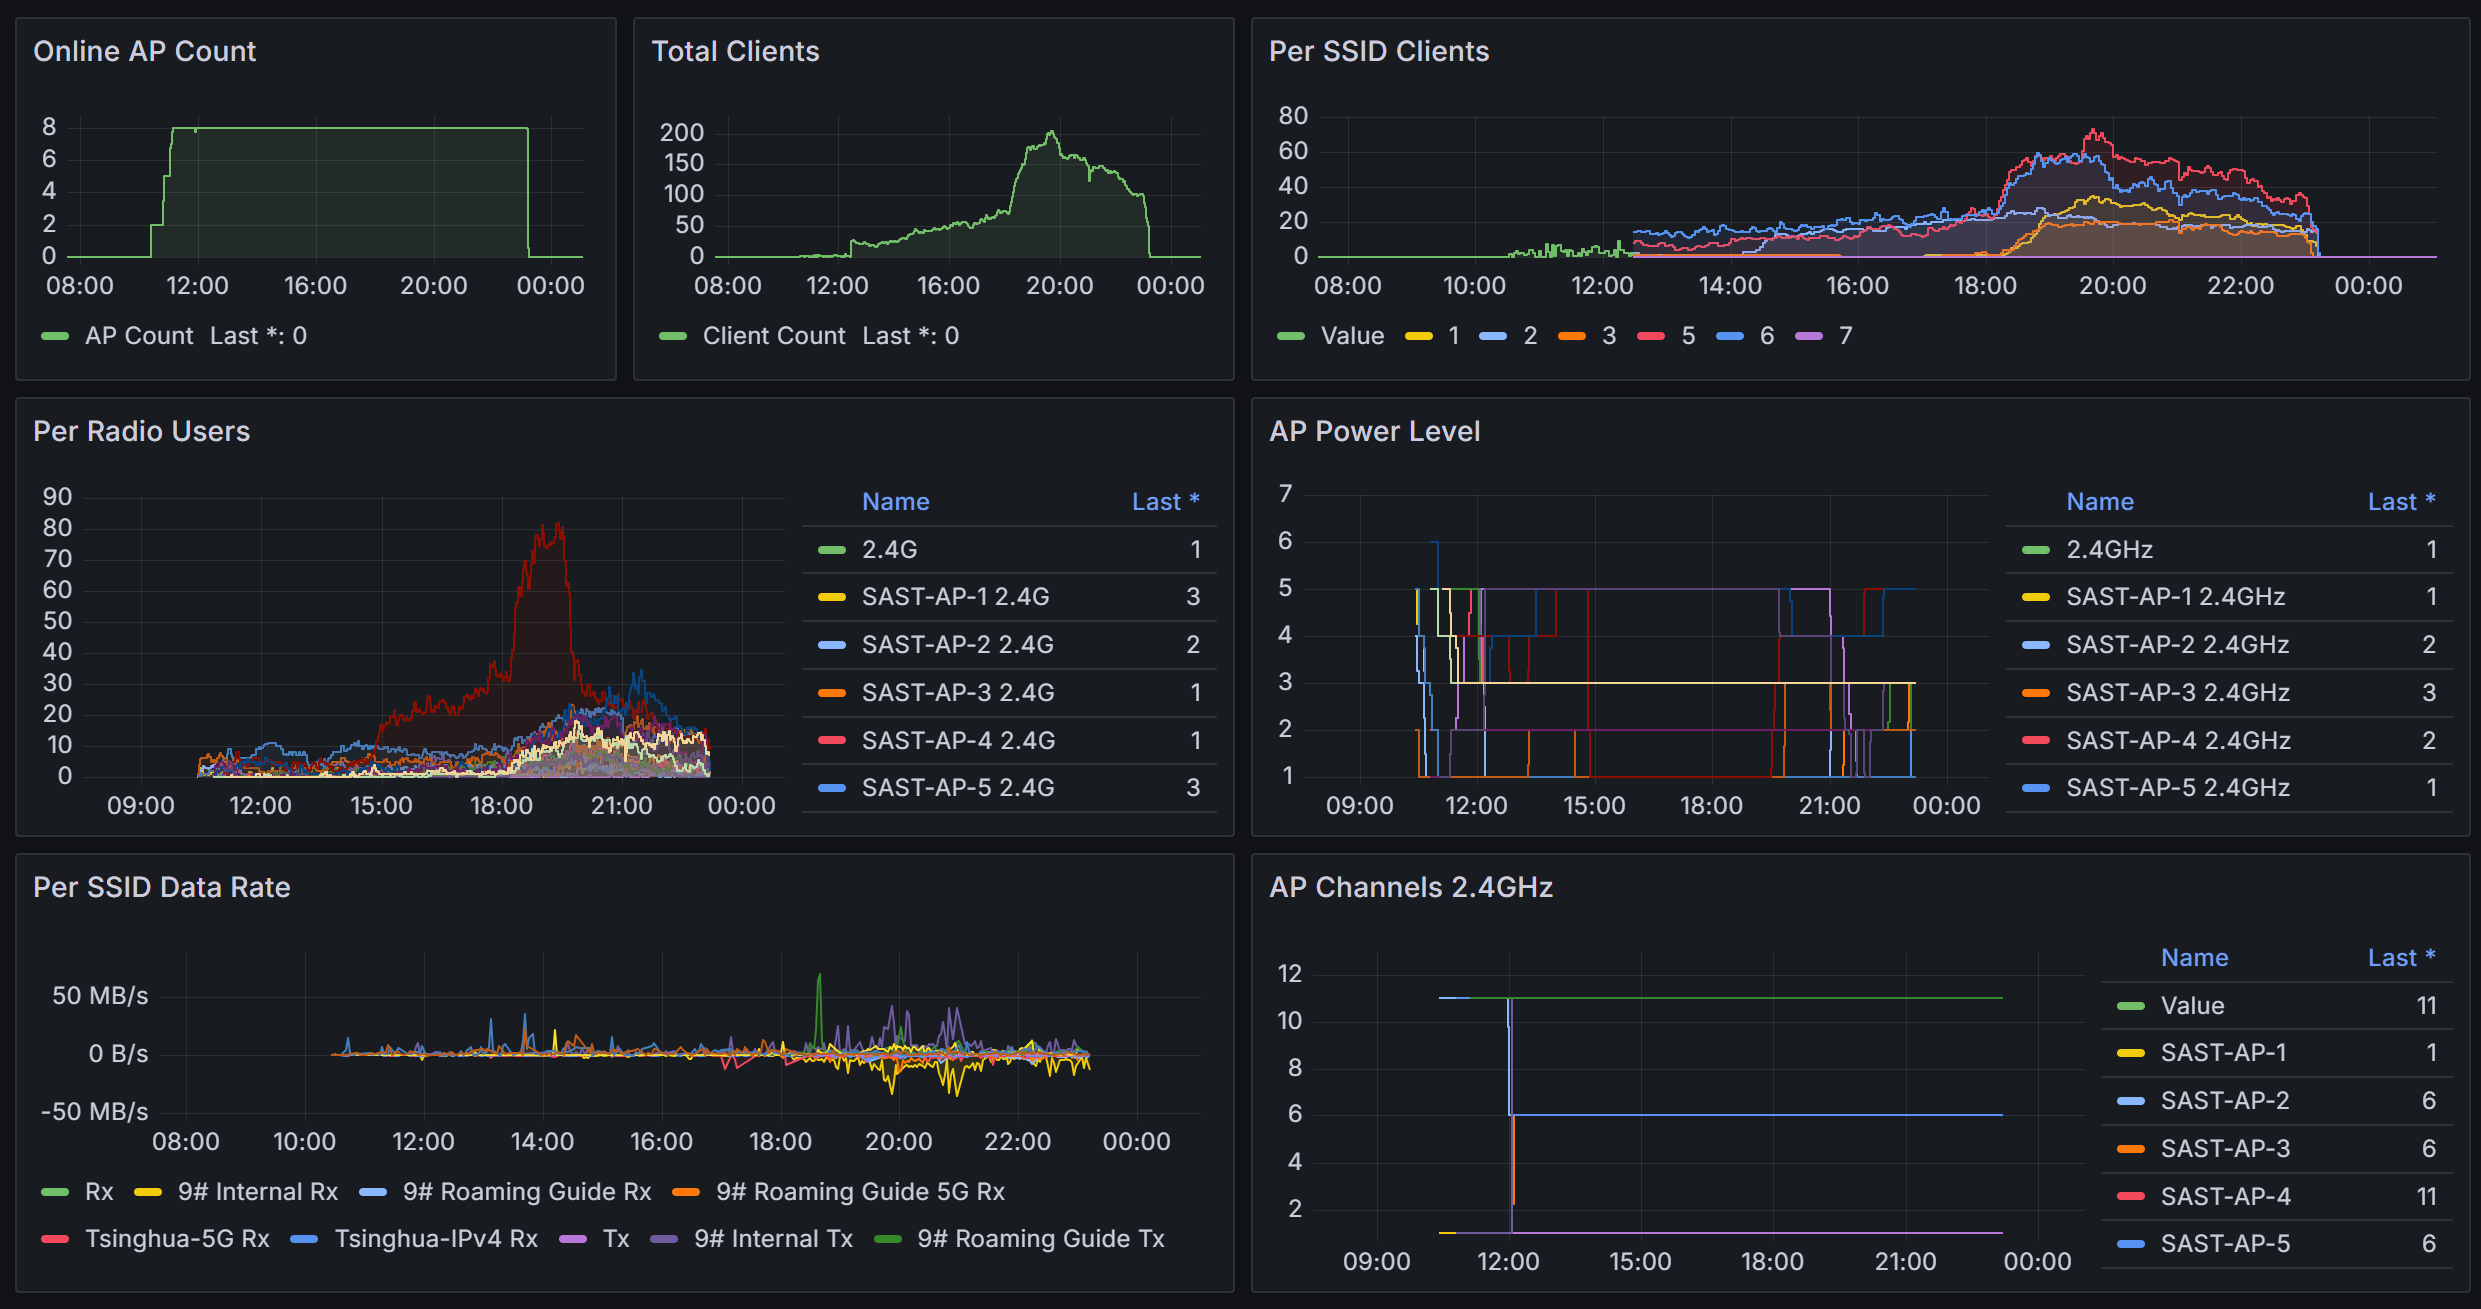 Online AP Count
8
6
4
2
0
08:00 12:00 16:00 20:00 00:00
AP Count Last *: 0
Total Clients
200
150
100
50
0
08:00 12:00 16:00 20:00 00:00
Client Count Last *: 0
Per SSID Clients
80
60
40
20
0
08:00 10:00 12:00 14:00 16:00 18:00 20:00 22:00 00:00
Value 1 2 3 5 6 7
Per Radio Users
90
80
70
60
50
40
30
20
10
0
09:00 12:00 15:00 18:00 21:00 00:00
Name Last *
2.4G 1
SAST-AP-1 2.4G 3
SAST-AP-2 2.4G 2
SAST-AP-3 2.4G 1
SAST-AP-4 2.4G 1
SAST-AP-5 2.4G 3
AP Power Level
7
6
5
4
3
2
1
09:00 12:00 15:00 18:00 21:00 00:00
Name Last *
2.4GHz 1
SAST-AP-1 2.4GHz 1
SAST-AP-2 2.4GHz 2
SAST-AP-3 2.4GHz 3
SAST-AP-4 2.4GHz 2
SAST-AP-5 2.4GHz 1
Per SSID Data Rate
50 MB/s
0 B/s
-50 MB/s
08:00 10:00 12:00 14:00 16:00 18:00 20:00 22:00 00:00
Rx 9# Internal Rx 9# Roaming Guide Rx 9# Roaming Guide 5G Rx
Tsinghua-5G Rx Tsinghua-IPv4 Rx Tx 9# Internal Tx 9# Roaming Guide Tx
AP Channels 2.4GHz
12
10
8
6
4
2
09:00 12:00 15:00 18:00 21:00 00:00
Name Last *
Value 11
SAST-AP-1 1
SAST-AP-2 6
SAST-AP-3 6
SAST-AP-4 11
SAST-AP-5 6